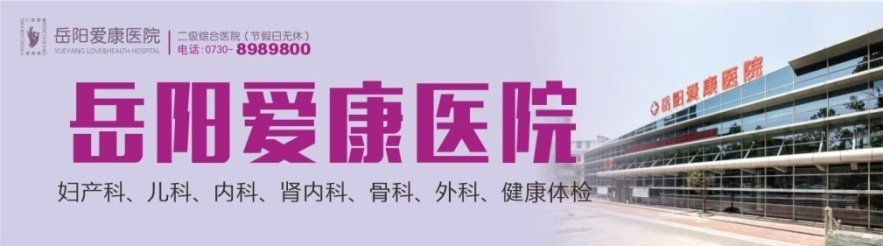 岳阳爱康医院
YUEYANG LOVE&HEALTH HOSPITAL
二级综合医院（节假日无休）
电话:0730-8989800
岳阳爱康医院
妇产科、儿科、内科、肾内科、骨科、外科、健康体检
岳阳爱康医院